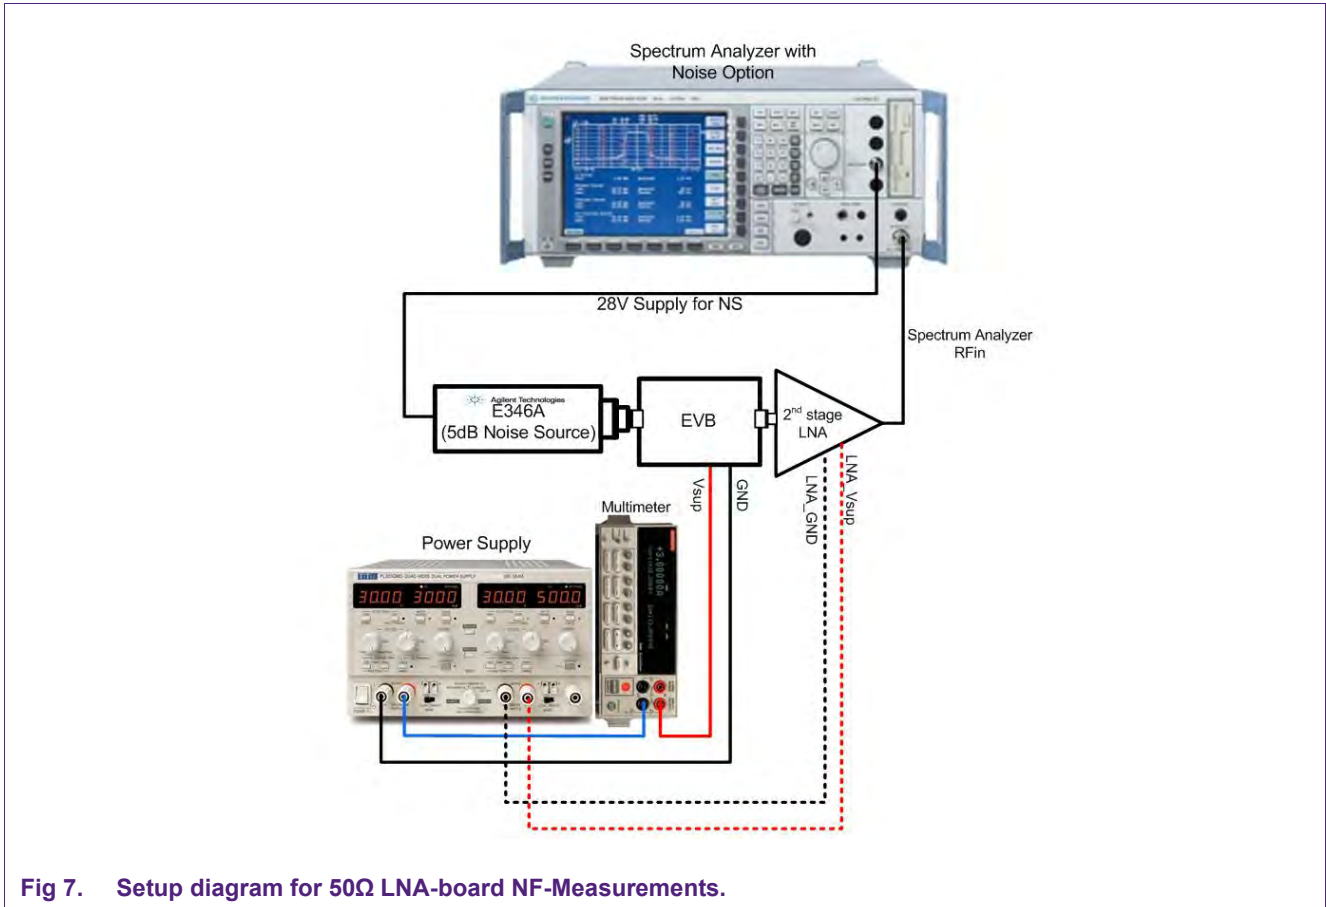 Spectrum Analyzer with
Noise Option
28V Supply for NS
Spectrum Analyzer
RFin
Agilent Technologies
E346A
(5dB Noise Source)
EVB
2nd stage
LNA
Vsup
GND
LNA_GND
LNA_Vsup
Multimeter
Power Supply
30.00 3000 30.00 500.0
Fig 7. Setup diagram for 50Ω LNA-board NF-Measurements.